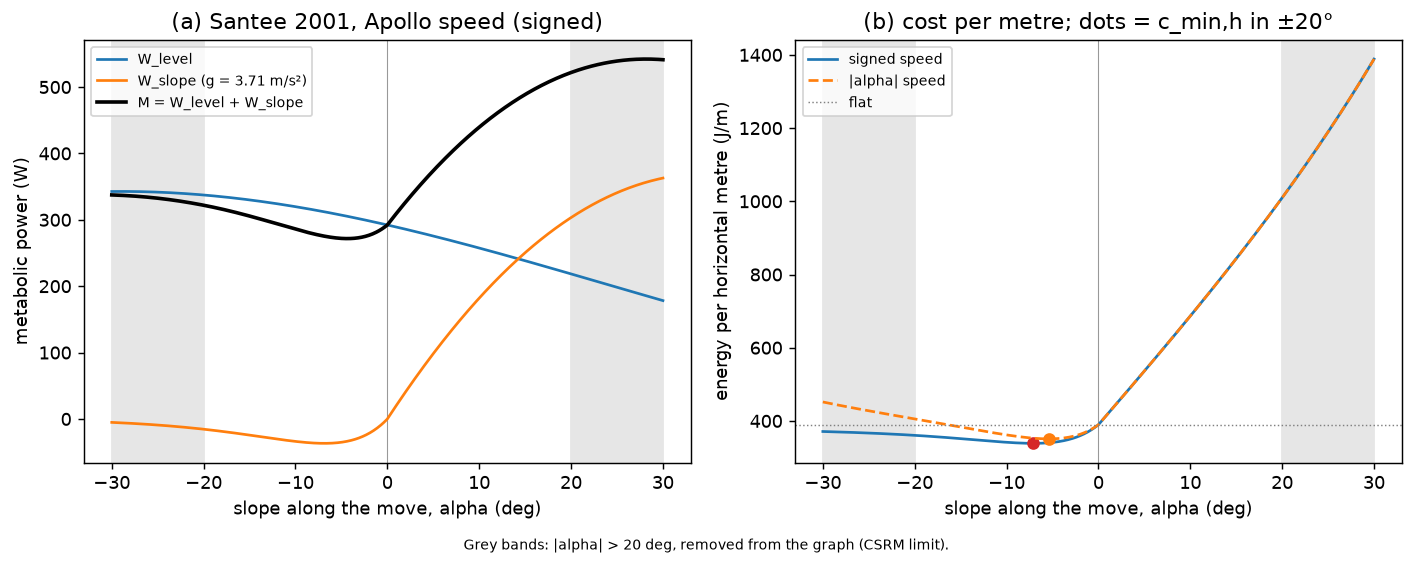 (a) Santee 2001, Apollo speed (signed)
W_level
W_slope (g = 3.71 m/s²)
M = W_level + W_slope
metabolic power (W)
500
400
300
200
100
0
−30
−20
−10
0
10
20
30
slope along the move, alpha (deg)
(b) cost per metre; dots = c_min,h in ±20°
signed speed
|alpha| speed
flat
energy per horizontal metre (J/m)
1400
1200
1000
800
600
400
−30
−20
−10
0
10
20
30
slope along the move, alpha (deg)
Grey bands: |alpha| > 20 deg, removed from the graph (CSRM limit).